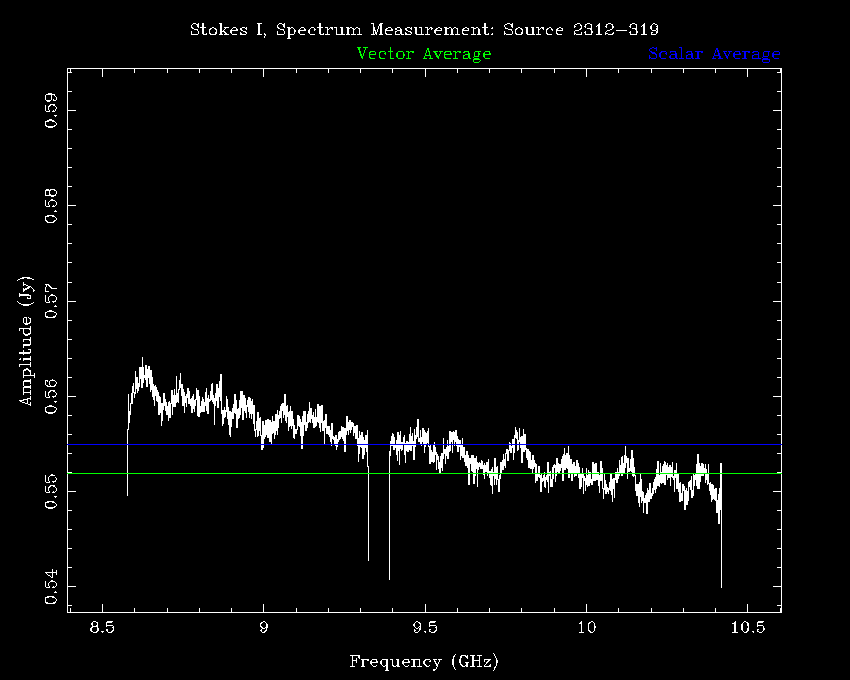 Stokes I, Spectrum Measurement: Source 2312−319
Vector Average Scalar Average
Amplitude (Jy)
0.59
0.58
0.57
0.56
0.55
0.54
8.5 9 9.5 10 10.5
Frequency (GHz)